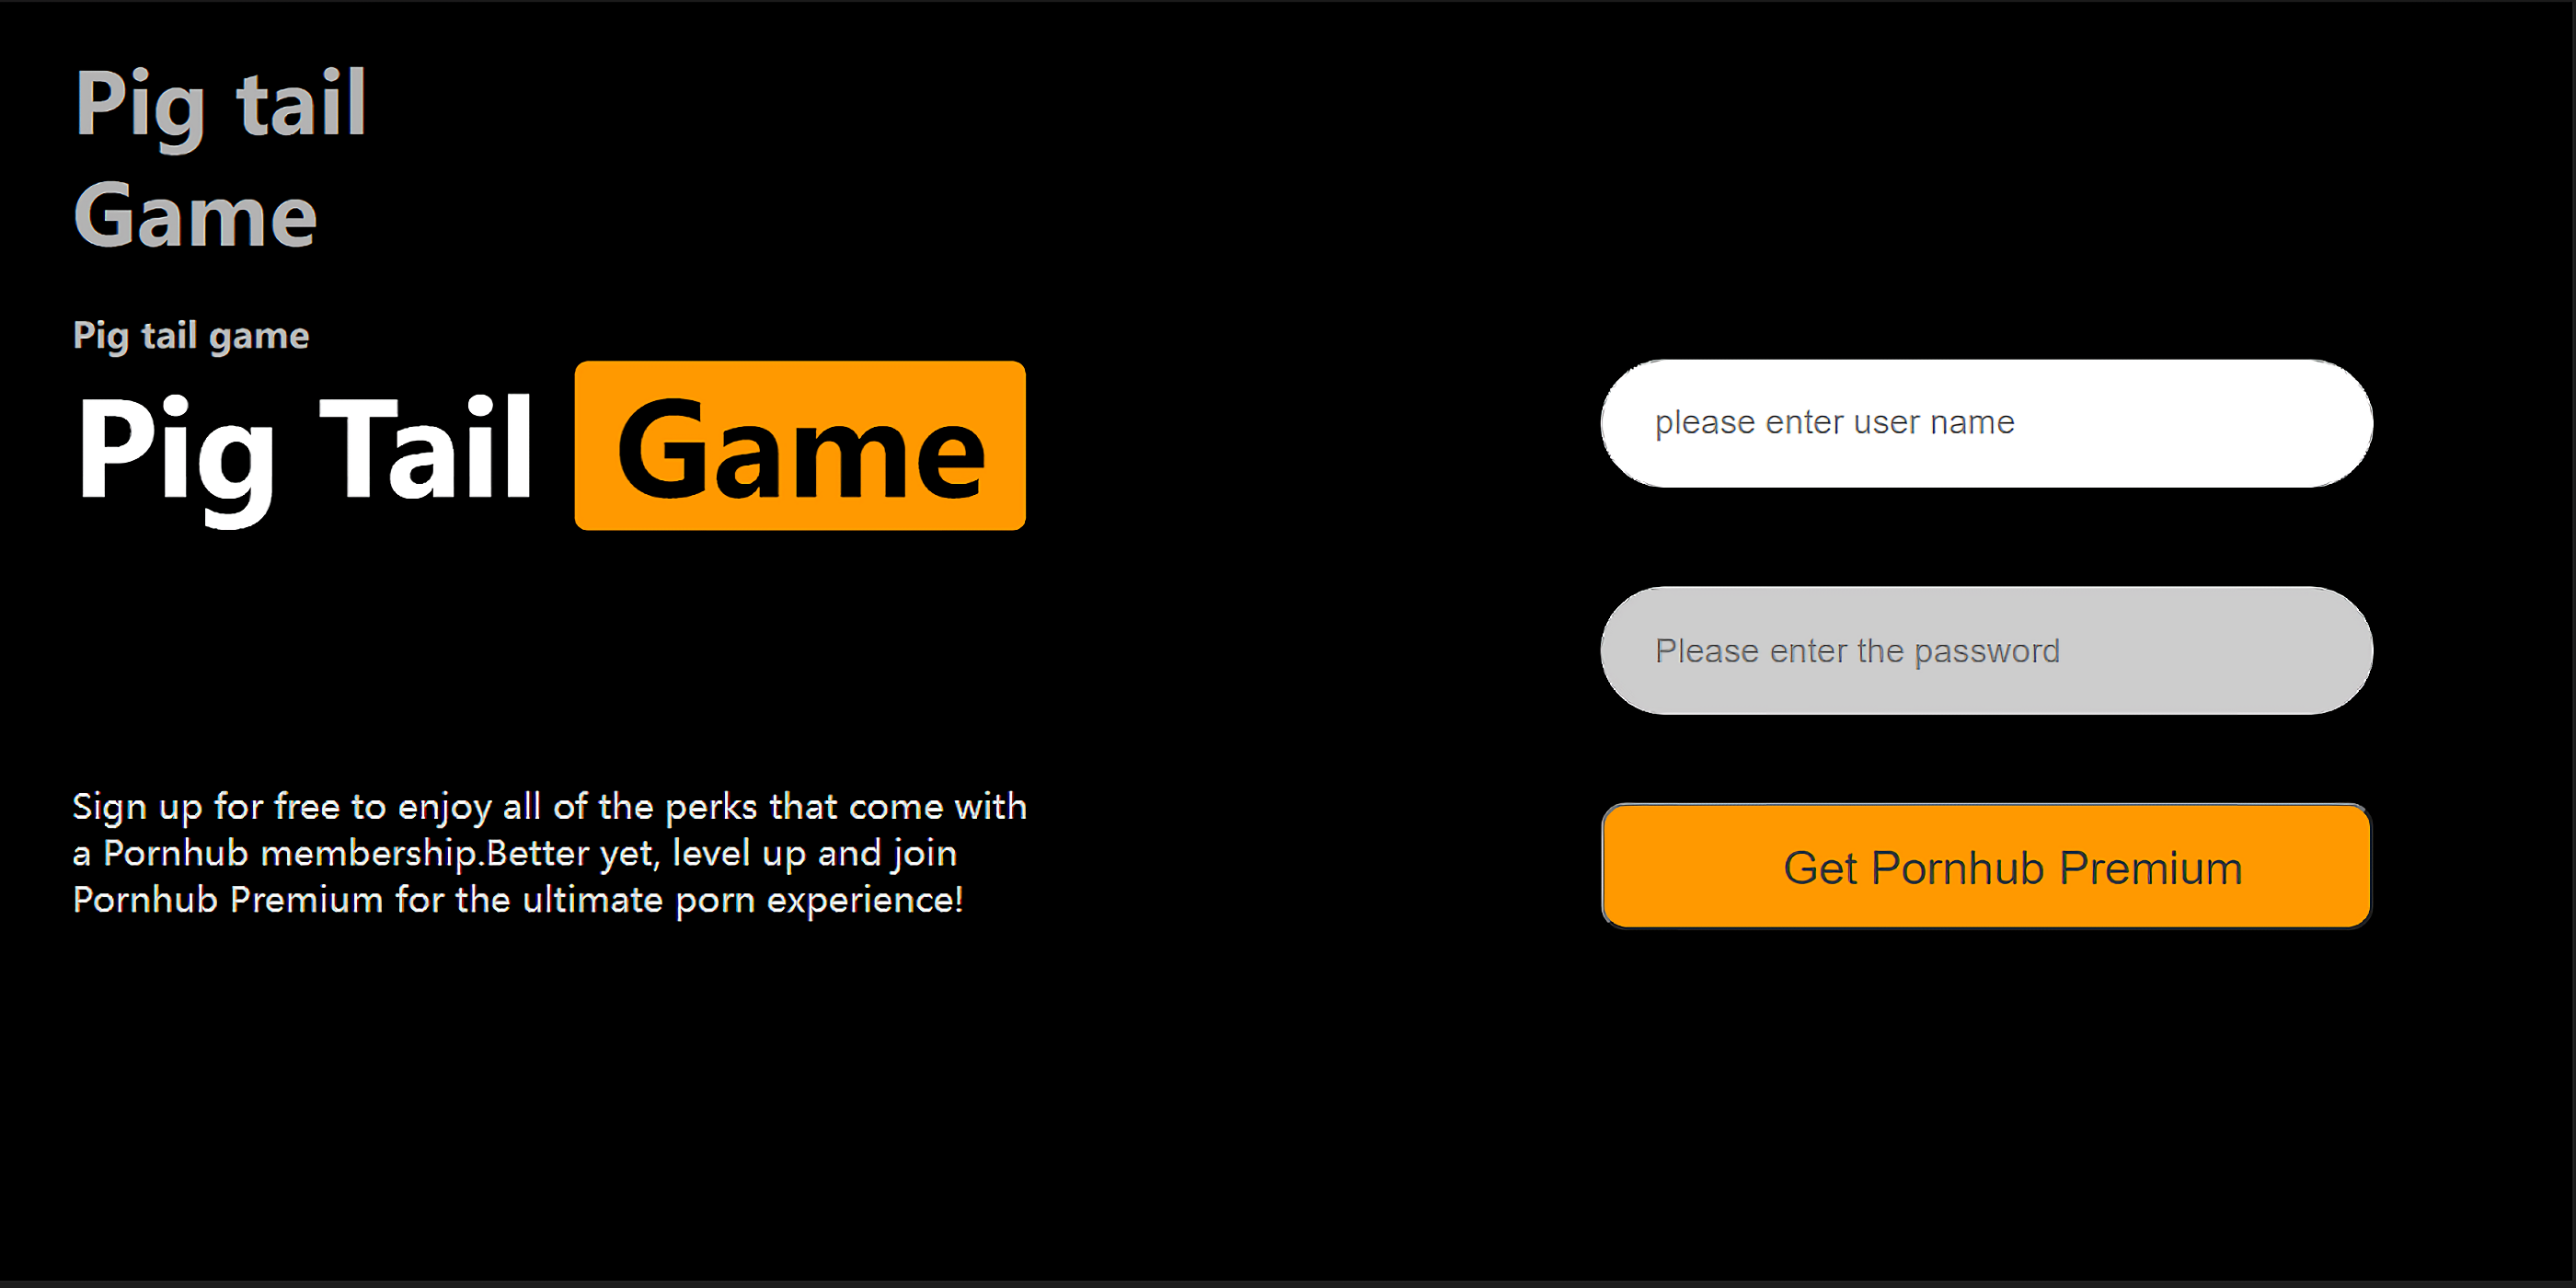 Pig tail
Game
Pig tail game
Pig Tail Game
please enter user name
Please enter the password
Sign up for free to enjoy all of the perks that come with
a Pornhub membership.Better yet, level up and join
Pornhub Premium for the ultimate porn experience!
Get Pornhub Premium